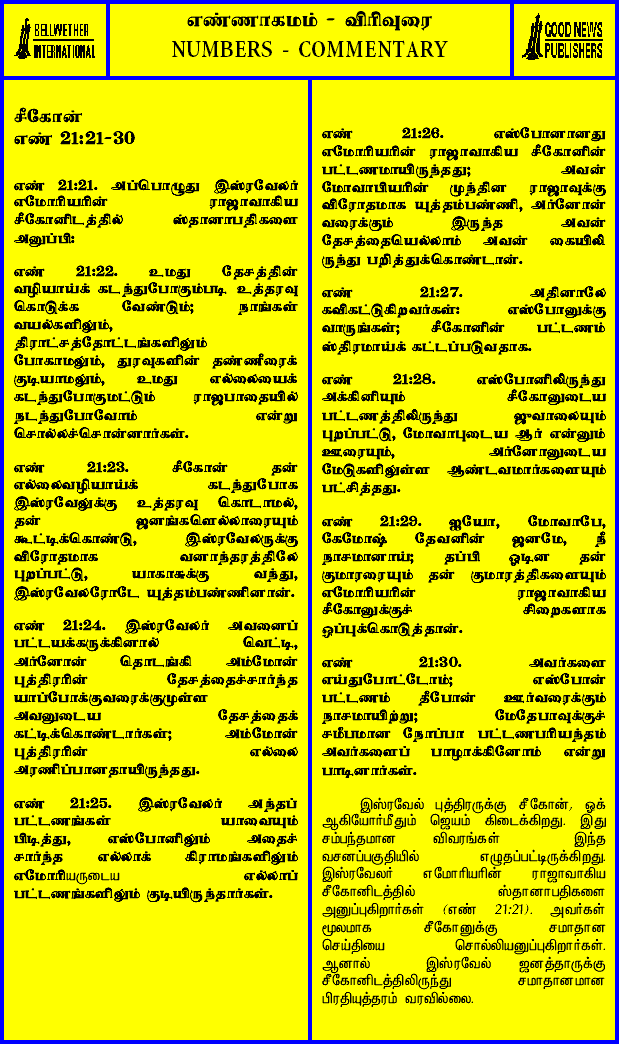 BELLWETHER
INTERNATIONAL
எண்ணாகமம் - விரிவுரை
NUMBERS - COMMENTARY
GOOD NEWS
PUBLISHERS
சீகோன்
எண் 21:21-30
எண் 21:21. அப்பொழுது இஸ்ரவேலர்
எமோரியரின் ராஜாவாகிய
சீகோனிடத்தில் ஸ்தானாபதிகளை
அனுப்பி:
எண் 21:22. உமது தேசத்தின்
வழியாய்க் கடந்துபோகும்படி உத்தரவு
கொடுக்க வேண்டும்; நாங்கள்
வயல்களிலும்,
திராட்சத்தோட்டங்களிலும்
போகாமலும், துரவுகளின் தண்ணீரைக்
குடியாமலும், உமது எல்லையைக்
கடந்துபோகுமட்டும் ராஜபாதையில்
நடந்துபோவோம் என்று
சொல்லச்சொன்னார்கள்.
எண் 21:23. சீகோன் தன்
எல்லைவழியாய்க் கடந்துபோக
இஸ்ரவேலுக்கு உத்தரவு கொடாமல்,
தன் ஜனங்களெல்லாரையும்
கூட்டிக்கொண்டு, இஸ்ரவேலருக்கு
விரோதமாக வனாந்தரத்திலே
புறப்பட்டு, யாகாசுக்கு வந்து,
இஸ்ரவேலரோடே யுத்தம்பண்ணினான்.
எண் 21:24. இஸ்ரவேலர் அவனைப்
பட்டயக்கருக்கினால் வெட்டி,
அர்னோன் தொடங்கி அம்மோன்
புத்திரரின் தேசத்தைச்சார்ந்த
யாப்போக்குவரைக்குமுள்ள
அவனுடைய தேசத்தைக்
கட்டிக்கொண்டார்கள்; அம்மோன்
புத்திரரின் எல்லை
அரணிப்பானதாயிருந்தது.
எண் 21:25. இஸ்ரவேலர் அந்தப்
பட்டணங்கள் யாவையும்
பிடித்து, எஸ்போனிலும் அதைச்
சார்ந்த எல்லாக் கிராமங்களிலும்
எமோரியருடைய எல்லாப்
பட்டணங்களிலும் குடியிருந்தார்கள்.
எண் 21:26. எஸ்போனானது
எமோரியரின் ராஜாவாகிய சீகோனின்
பட்டணமாயிருந்தது; அவன்
மோவாபியரின் முந்தின ராஜாவுக்கு
விரோதமாக யுத்தம்பண்ணி, அர்னோன்
வரைக்கும் இருந்த அவன்
தேசத்தையெல்லாம் அவன் கையிலி
ருந்து பறித்துக்கொண்டான்.
எண் 21:27. அதினாலே
கவிகட்டுகிறவர்கள்: எஸ்போனுக்கு
வாருங்கள்; சீகோனின் பட்டணம்
ஸ்திரமாய்க் கட்டப்படுவதாக.
எண் 21:28. எஸ்போனிலிருந்து
அக்கினியும் சீகோனுடைய
பட்டணத்திலிருந்து ஜுவாலையும்
புறப்பட்டு, மோவாபுடைய ஆர் என்னும்
ஊரையும், அர்னோனுடைய
மேடுகளிலுள்ள ஆண்டவமார்களையும்
பட்சித்தது.
எண் 21:29. ஐயோ, மோவாபே,
கேமோஷ் தேவனின் ஜனமே, நீ
நாசமானாய்; தப்பி ஓடின தன்
குமாரரையும் தன் குமாரத்திகளையும்
எமோரியரின் ராஜாவாகிய
சீகோனுக்குச் சிறைகளாக
ஒப்புக்கொடுத்தான்.
எண் 21:30. அவர்களை
எய்துபோட்டோம்; எஸ்போன்
பட்டணம் தீபோன் ஊர்வரைக்கும்
நாசமாயிற்று; மேதேபாவுக்குச்
சமீபமான நோப்பா பட்டணபரியந்தம்
அவர்களைப் பாழாக்கினோம் என்று
பாடினார்கள்.
இஸ்ரவேல் புத்திரருக்கு சீகோன், ஓக்
ஆகியோர்மீதும் ஜெயம் கிடைக்கிறது. இது
சம்பந்தமான விவரங்கள் இந்த
வசனப்பகுதியில் எழுதப்பட்டிருக்கிறது.
இஸ்ரவேலர் எமோரியரின் ராஜாவாகிய
சீகோனிடத்தில் ஸ்தானாபதிகளை
அனுப்புகிறார்கள் (எண் 21:21). அவர்கள்
மூலமாக சீகோனுக்கு சமாதான
செய்தியை சொல்லியனுப்புகிறார்கள்.
ஆனால் இஸ்ரவேல் ஜனத்தாருக்கு
சீகோனிடத்திலிருந்து சமாதானமான
பிரதியுத்தரம் வரவில்லை.